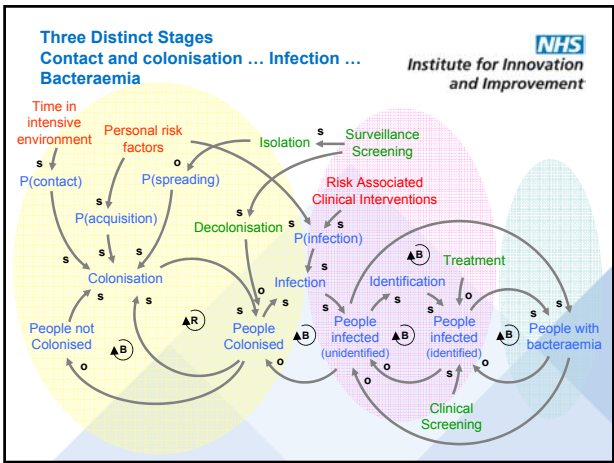 Three Distinct Stages
Contact and colonisation … Infection …
Bacteraemia
NHS
Institute for Innovation
and Improvement
Time in
intensive
environment
Personal risk
factors
Isolation
s
Surveillance
Screening
s
o
P(contact)
P(spreading)
Risk Associated
Clinical Interventions
s
P(acquisition)
s
Decolonisation
s
s
P(infection)
s
s
s
s
B
Treatment
Colonisation
s
Infection
Identification
s
s
o
s
s
s
o
s
s
s
o
s
s
s
People not
Colonised
B
R
People
Colonised
B
People
infected
(unidentified)
B
People
infected
(identified)
B
People with
bacteraemia
o
o
o
o
s
o
Clinical
Screening